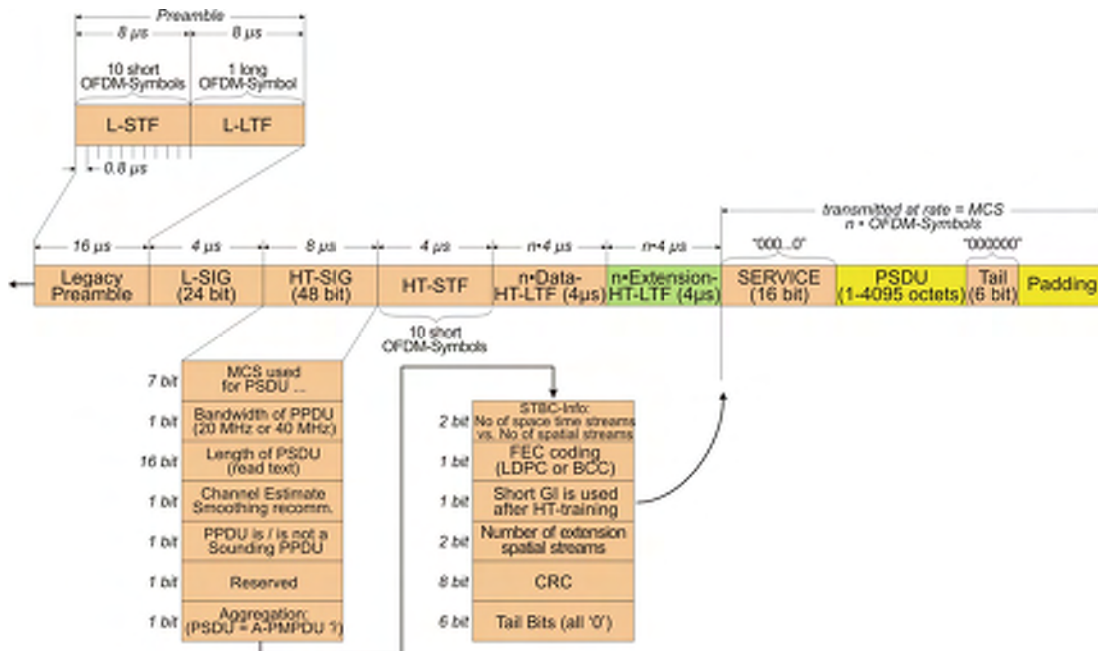 Preamble
8 µs 8 µs
10 short 1 long
OFDM-Symbols OFDM-Symbol
L-STF L-LTF
0.8 µs
transmitted at rate = MCS
n • OFDM-Symbols
16 µs 4 µs 8 µs 4 µs n•4 µs n•4 µs "000...0" "000000"
Legacy L-SIG HT-SIG HT-STF n•Data- n•Extension- SERVICE PSDU Tail Padding
Preamble (24 bit) (48 bit) HT-LTF (4µs) HT-LTF (4µs) (16 bit) (1-4095 octets) (6 bit)
10 short
OFDM-Symbols
7 bit MCS used
for PSDU ...
1 bit Bandwidth of PPDU
(20 MHz or 40 MHz)
16 bit Length of PSDU
(read text)
1 bit Channel Estimate
Smoothing recomm.
1 bit PPDU is / is not a
Sounding PPDU
1 bit Reserved
1 bit Aggregation:
(PSDU = A-PMPDU ?)
STBC-Info:
2 bit No of space time streams
vs. No of spatial streams
1 bit FEC coding
(LDPC or BCC)
1 bit Short GI is used
after HT-training
2 bit Number of extension
spatial streams
8 bit CRC
6 bit Tail Bits (all '0')